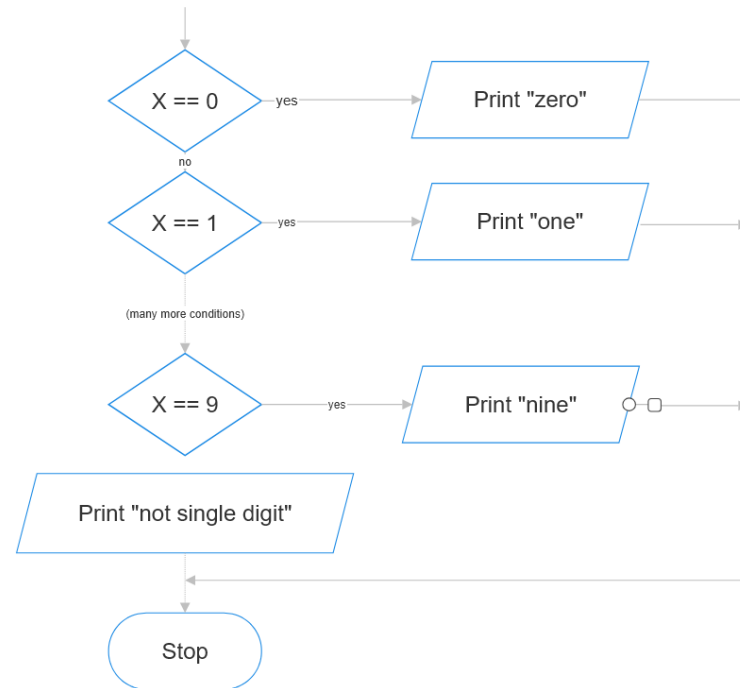 X == 0
yes
Print "zero"
no
X == 1
yes
Print "one"
(many more conditions)
X == 9
yes
Print "nine"
Print "not single digit"
Stop